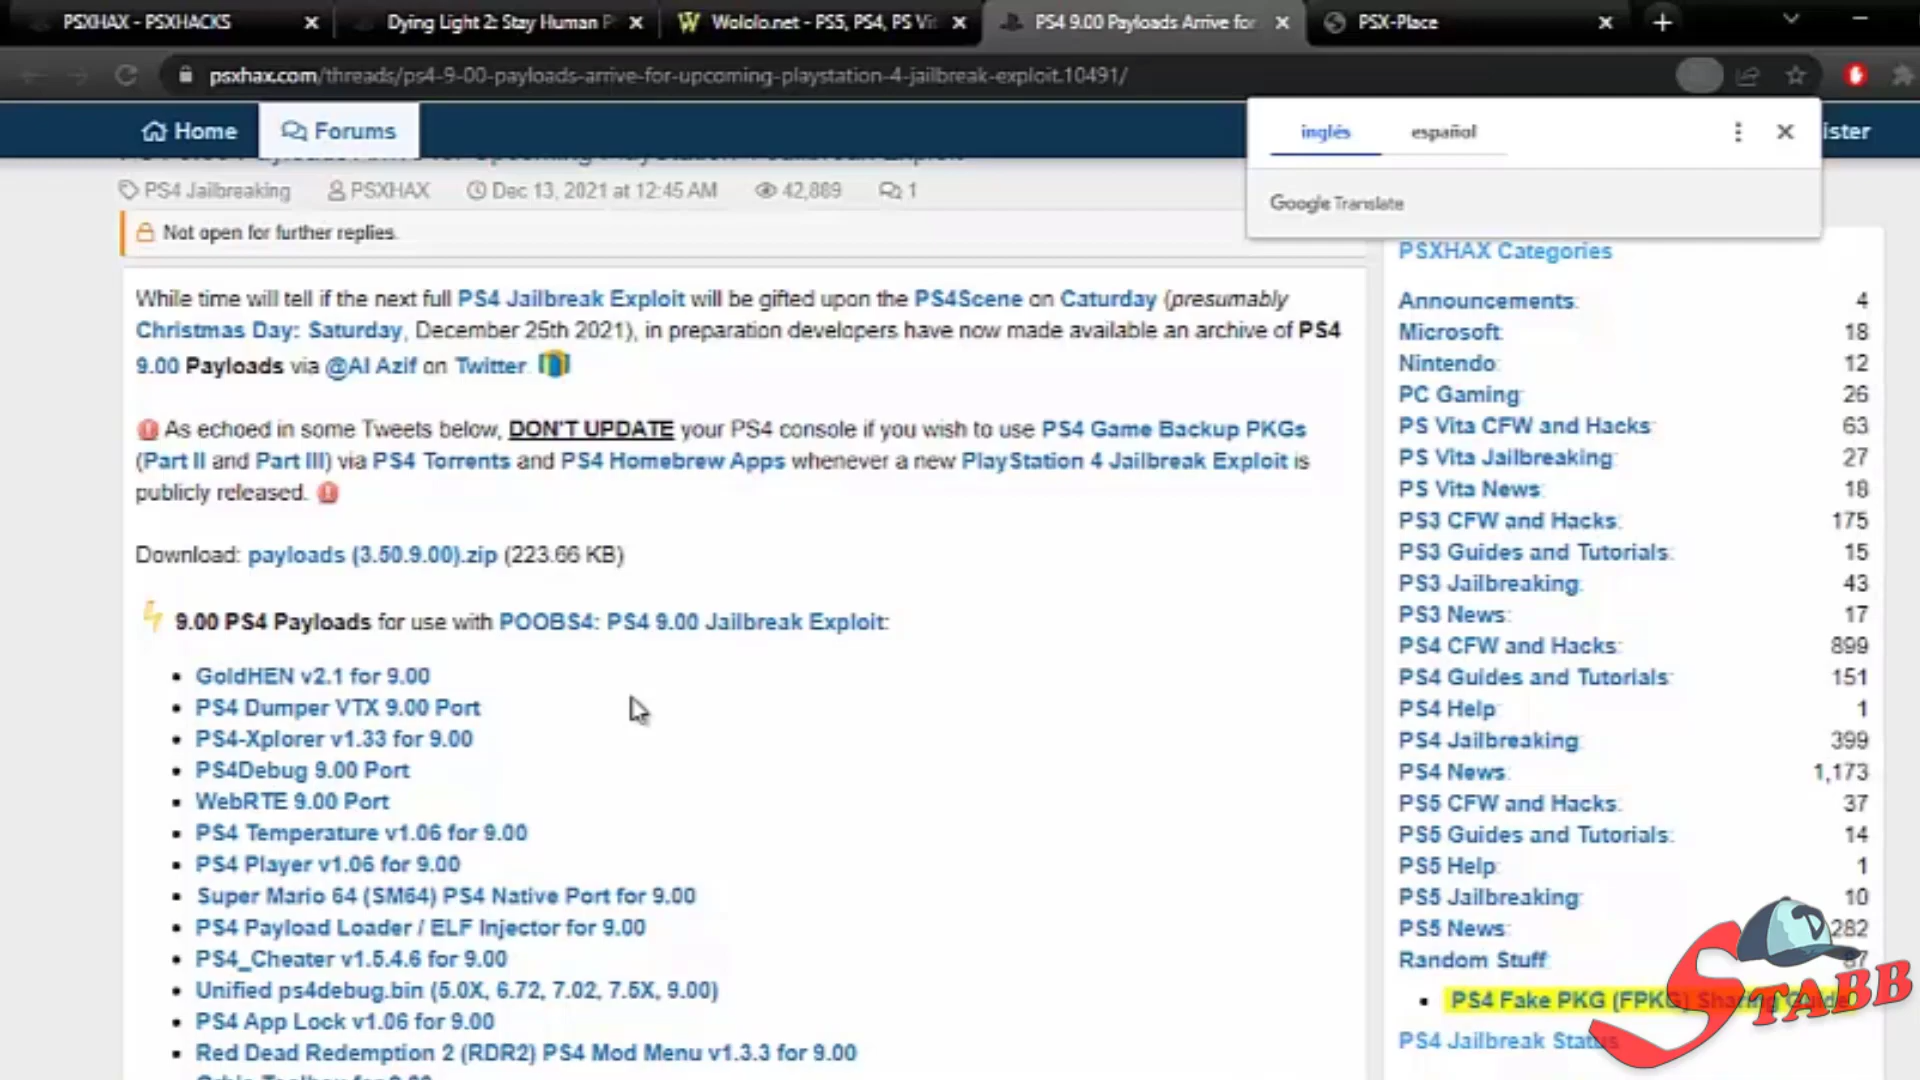 PSXHAX - PSXHACKS
Dying Light 2: Stay Human P
Wololo.net - PS5, PS4, PS Vi
PS4 9.00 Payloads Arrive for
PSX-Place
psxhax.com/threads/ps4-9-00-payloads-arrive-for-upcoming-playstation-4-jailbreak-exploit.10491/
Home
Forums
inglés
español
ister
Google Translate
PS4 Jailbreaking
PSXHAX
Dec 13, 2021 at 12:45 AM
42,889
1
Not open for further replies.
While time will tell if the next full PS4 Jailbreak Exploit will be gifted upon the PS4Scene on Caturday (presumably
Christmas Day: Saturday, December 25th 2021), in preparation developers have now made available an archive of PS4
9.00 Payloads via @Al Azif on Twitter.
As echoed in some Tweets below, DON'T UPDATE your PS4 console if you wish to use PS4 Game Backup PKGs
(Part II and Part III) via PS4 Torrents and PS4 Homebrew Apps whenever a new PlayStation 4 Jailbreak Exploit is
publicly released.
Download: payloads (3.50.9.00).zip (223.66 KB)
9.00 PS4 Payloads for use with POOBS4: PS4 9.00 Jailbreak Exploit:
• GoldHEN v2.1 for 9.00
• PS4 Dumper VTX 9.00 Port
• PS4-Xplorer v1.33 for 9.00
• PS4Debug 9.00 Port
• WebRTE 9.00 Port
• PS4 Temperature v1.06 for 9.00
• PS4 Player v1.06 for 9.00
• Super Mario 64 (SM64) PS4 Native Port for 9.00
• PS4 Payload Loader / ELF Injector for 9.00
• PS4_Cheater v1.5.4.6 for 9.00
• Unified ps4debug.bin (5.0X, 6.72, 7.02, 7.5X, 9.00)
• PS4 App Lock v1.06 for 9.00
• Red Dead Redemption 2 (RDR2) PS4 Mod Menu v1.3.3 for 9.00
PSXHAX Categories
Announcements: 4
Microsoft: 18
Nintendo: 12
PC Gaming: 26
PS Vita CFW and Hacks: 63
PS Vita Jailbreaking: 27
PS Vita News: 18
PS3 CFW and Hacks: 175
PS3 Guides and Tutorials: 15
PS3 Jailbreaking: 43
PS3 News: 17
PS4 CFW and Hacks: 899
PS4 Guides and Tutorials: 151
PS4 Help: 1
PS4 Jailbreaking: 399
PS4 News: 1,173
PS5 CFW and Hacks: 37
PS5 Guides and Tutorials: 14
PS5 Help: 1
PS5 Jailbreaking: 10
PS5 News: 282
Random Stuff: 87
• PS4 Fake PKG (FPKG) Sharing Guide
PS4 Jailbreak Status
STABB